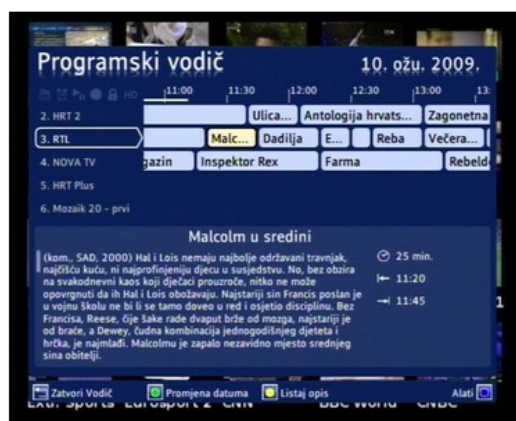 Programski vodič
10. ožu. 2009.
HD 11:00 11:30 12:00 12:30 13:00 13:
2. HRT 2 Ulica... Antologija hrvats... Zagonetna
3. RTL Malc... Dadilja E... Reba Večera...
4. NOVA TV gazin Inspektor Rex Farma Rebelde
5. HRT Plus
6. Mozaik 20 - prvi
Malcolm u sredini
(kom., SAD, 2000) Hal i Lois nemaju najbolje održavani travnjak,
najčišću kuću, ni najprofinjeniju djecu u susjedstvu. No, bez obzira
na svakodnevni kaos koji dječaci prouzroče, nitko ne može
opovrgnuti da ih Hal i Lois obožavaju. Najstariji sin Francis poslan je
u vojnu školu ne bi li se tamo doveo u red i osjetio disciplinu. Bez
Francisa, Reese, čije šake rade dvaput brže od mozga, najstariji je
od braće, a Dewey, čudna kombinacija jednogodišnjeg djeteta i
hrčka, je najmlađi. Malcolmu je zapalo nezavidno mjesto srednjeg
sina obitelji.
25 min.
11:20
11:45
Zatvori Vodič Promjena datuma Listaj opis Alati
Extr. Sports Eurosport 2 CNN BBC World CNBC